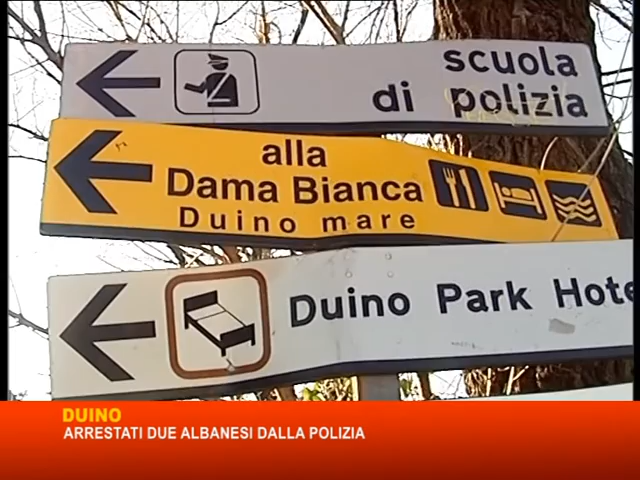 scuola
di polizia
alla
Dama Bianca
Duino mare
Duino Park Hote
DUINO
ARRESTATI DUE ALBANESI DALLA POLIZIA